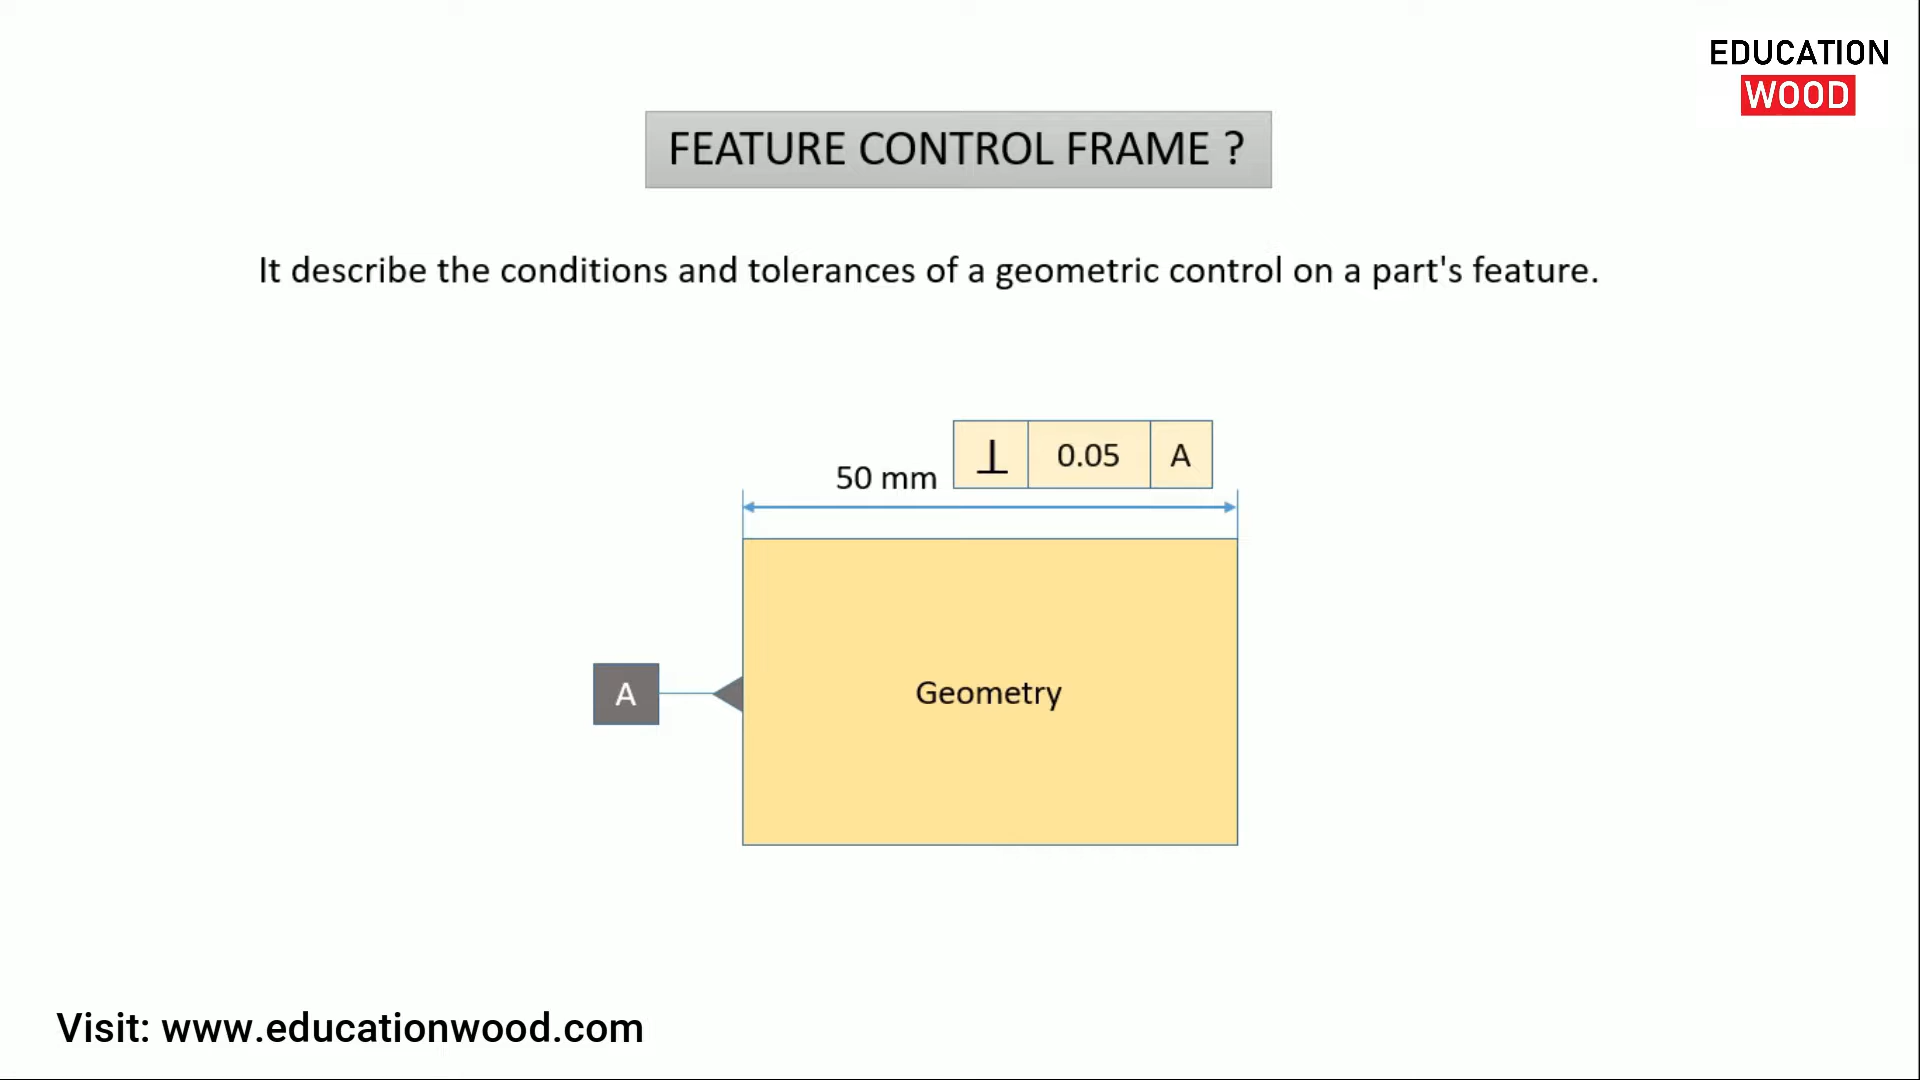 EDUCATION
WOOD
FEATURE CONTROL FRAME ?
It describe the conditions and tolerances of a geometric control on a part's feature.
50 mm
⊥ 0.05 A
A
Geometry
Visit: www.educationwood.com